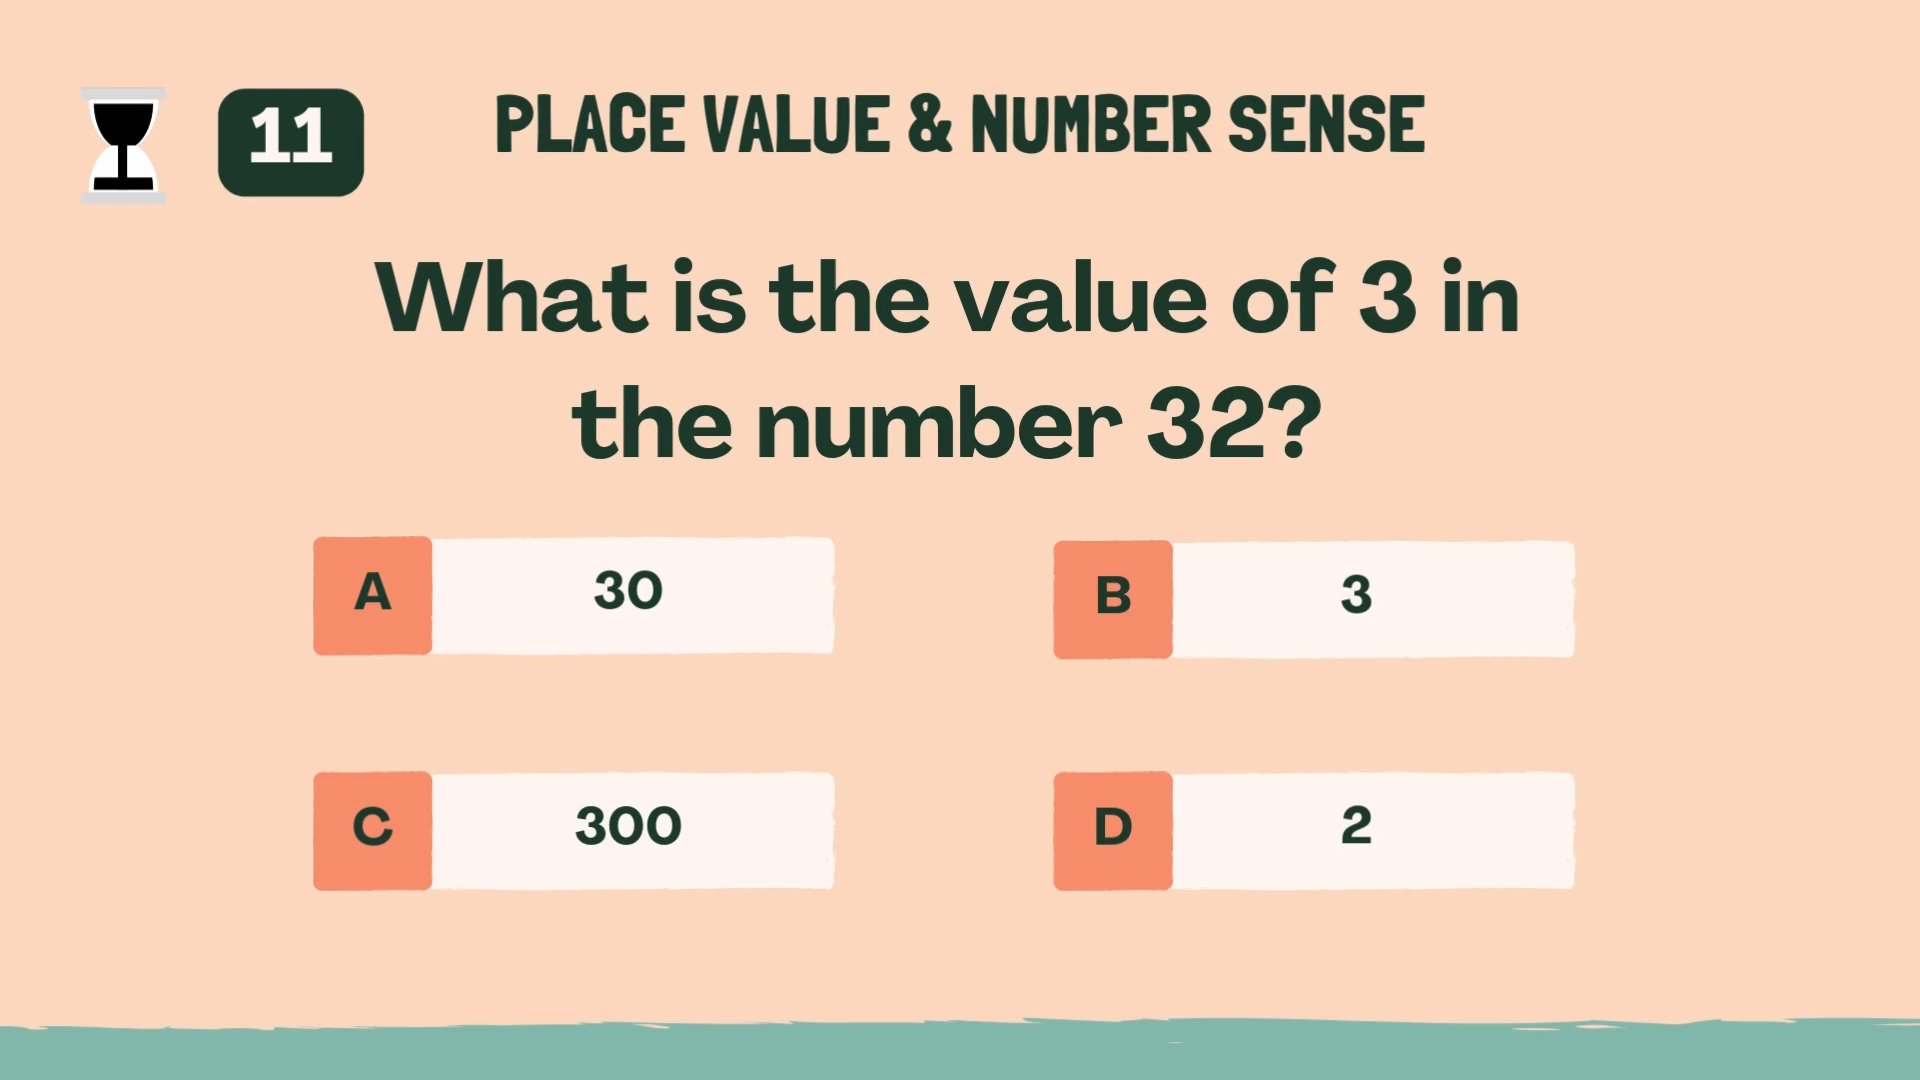 11
PLACE VALUE & NUMBER SENSE
What is the value of 3 in
the number 32?
A 30
B 3
C 300
D 2